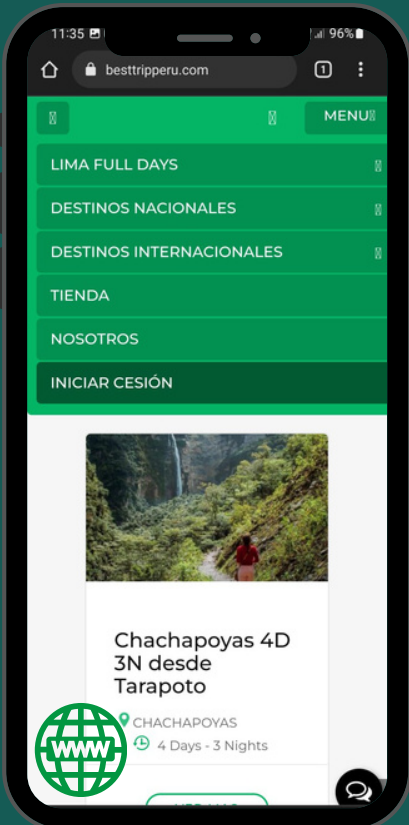 11:35
96%
besttripperu.com
1
MENU
LIMA FULL DAYS
DESTINOS NACIONALES
DESTINOS INTERNACIONALES
TIENDA
NOSOTROS
INICIAR CESIÓN
Chachapoyas 4D
3N desde
Tarapoto
CHACHAPOYAS
4 Days - 3 Nights
WWW